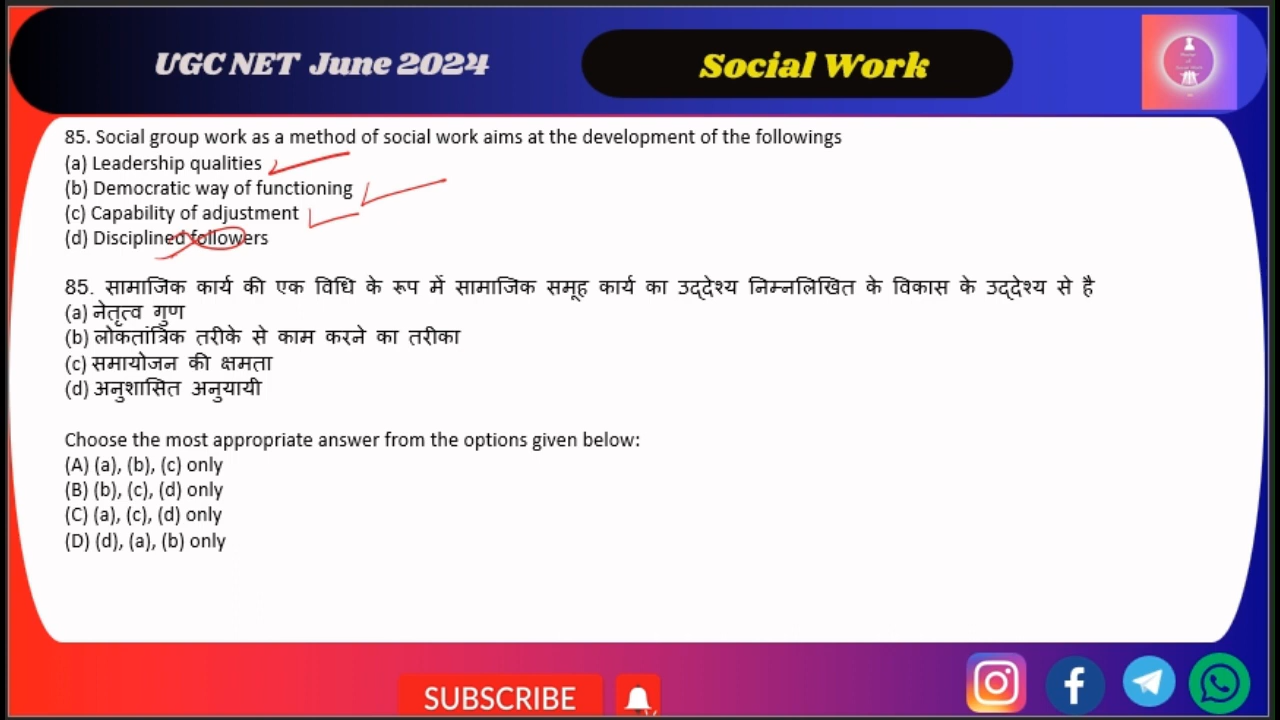 UGC NET June 2024
Social Work
85. Social group work as a method of social work aims at the development of the followings
(a) Leadership qualities
(b) Democratic way of functioning
(c) Capability of adjustment
(d) Disciplined followers
85. सामाजिक कार्य की एक विधि के रूप में सामाजिक समूह कार्य का उद्देश्य निम्नलिखित के विकास के उद्देश्य से है
(a) नेतृत्व गुण
(b) लोकतांत्रिक तरीके से काम करने का तरीका
(c) समायोजन की क्षमता
(d) अनुशासित अनुयायी
Choose the most appropriate answer from the options given below:
(A) (a), (b), (c) only
(B) (b), (c), (d) only
(C) (a), (c), (d) only
(D) (d), (a), (b) only
SUBSCRIBE